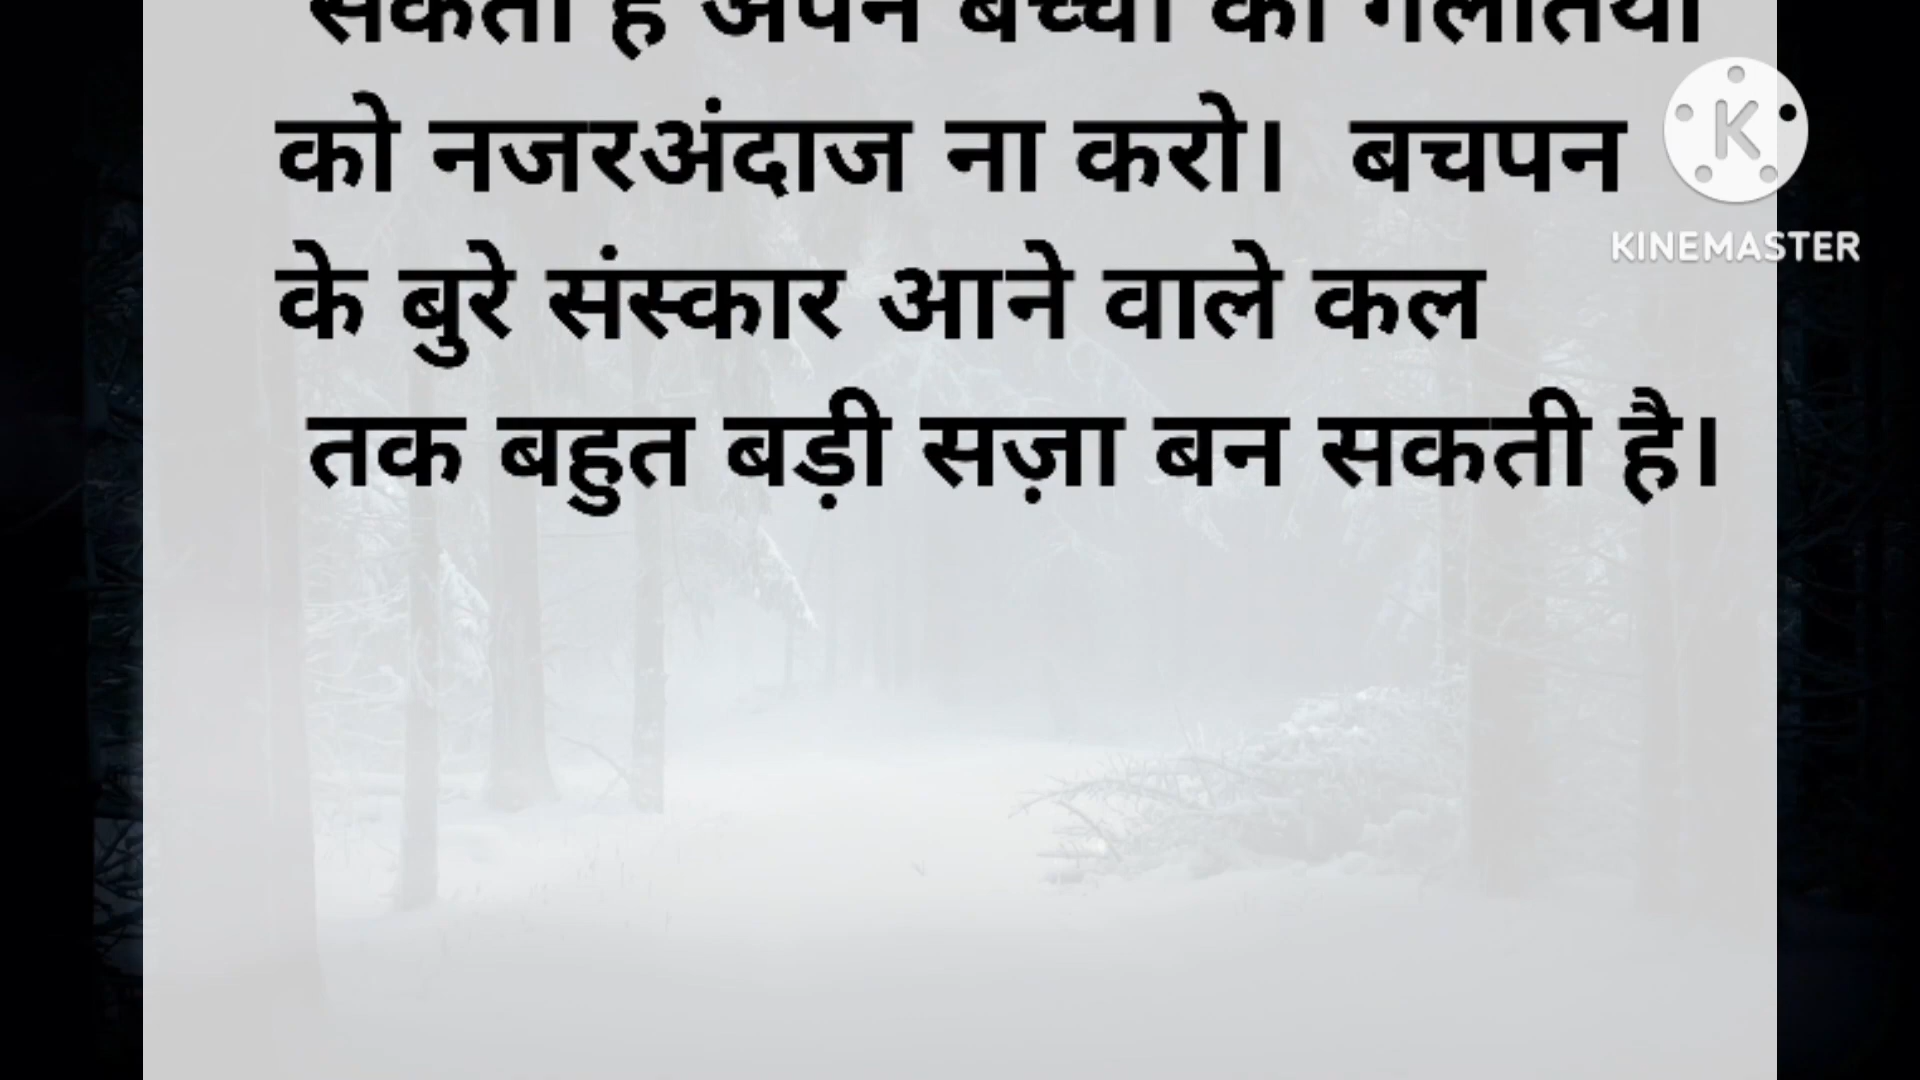 को नजरअंदाज ना करो। बचपन
के बुरे संस्कार आने वाले कल
तक बहुत बड़ी सज़ा बन सकती है।
KINEMASTER